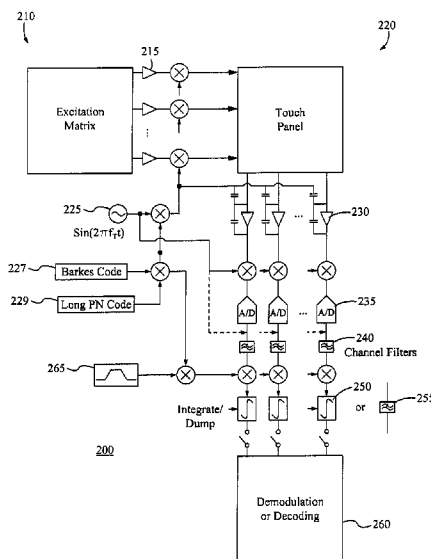 210
220
215
Excitation
Matrix
Touch
Panel
225
Sin(2πfTt)
230
227
Barkes Code
229
Long PN Code
A/D
A/D
A/D
235
240
Channel Filters
265
250
255
or
Integrate/
Dump
200
Demodulation
or Decoding
260